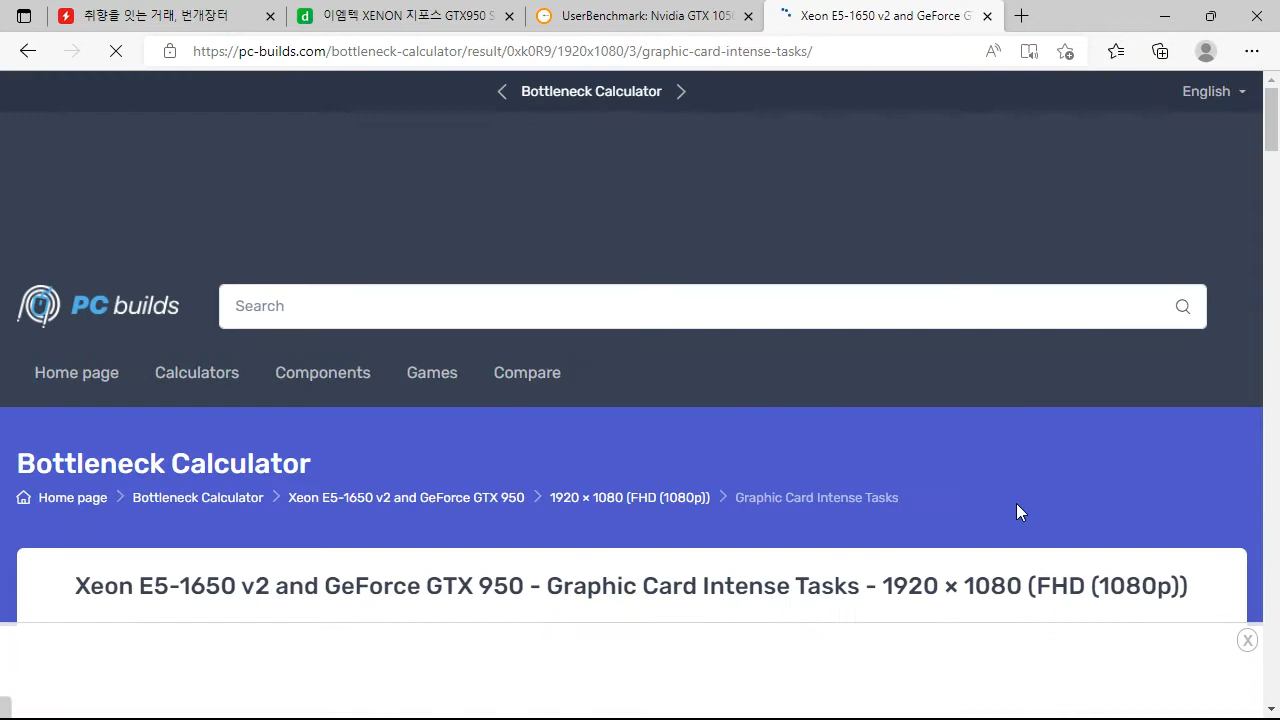 취향을 잇는 거래, 번개장터
이엠텍 XENON 지포스 GTX950 S
UserBenchmark: Nvidia GTX 105
Xeon E5-1650 v2 and GeForce G
https://pc-builds.com/bottleneck-calculator/result/0xk0R9/1920x1080/3/graphic-card-intense-tasks/
Bottleneck Calculator
English
PC builds
Search
Home page
Calculators
Components
Games
Compare
Bottleneck Calculator
Home page
Bottleneck Calculator
Xeon E5-1650 v2 and GeForce GTX 950
1920 × 1080 (FHD (1080p))
Graphic Card Intense Tasks
Xeon E5-1650 v2 and GeForce GTX 950 - Graphic Card Intense Tasks - 1920 × 1080 (FHD (1080p))
X